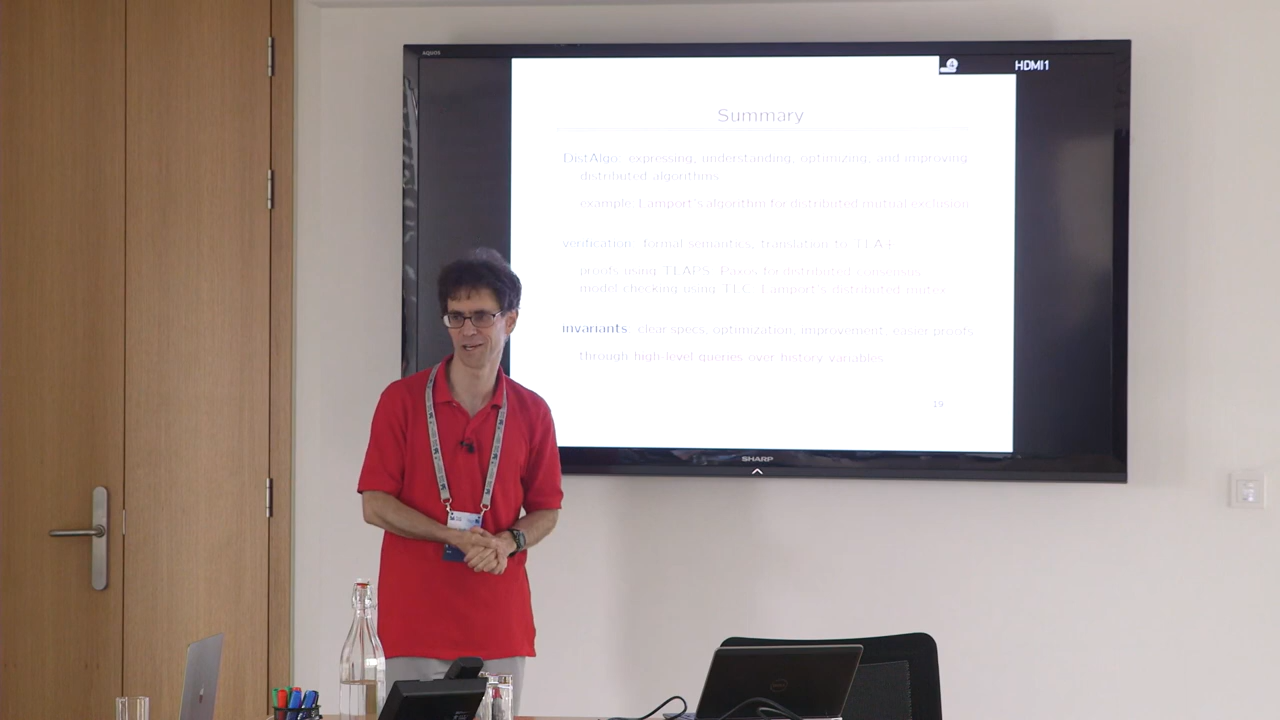 AQUOS
HDMI1
Summary
DistAlgo: expressing, understanding, optimizing, and improving
distributed algorithms
example: Lamport's algorithm for distributed mutual exclusion
verification: formal semantics, translation to TLA+
proofs using TLAPS: Paxos for distributed consensus
model checking using TLC: Lamport's distributed mutex
invariants: clear specs, optimization, improvement, easier proofs
through high-level queries over history variables
19
SHARP